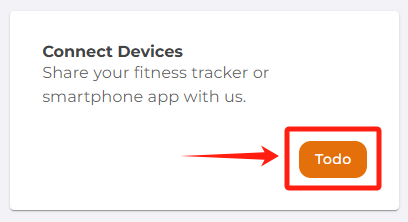 Connect Devices
Share your fitness tracker or
smartphone app with us.
Todo